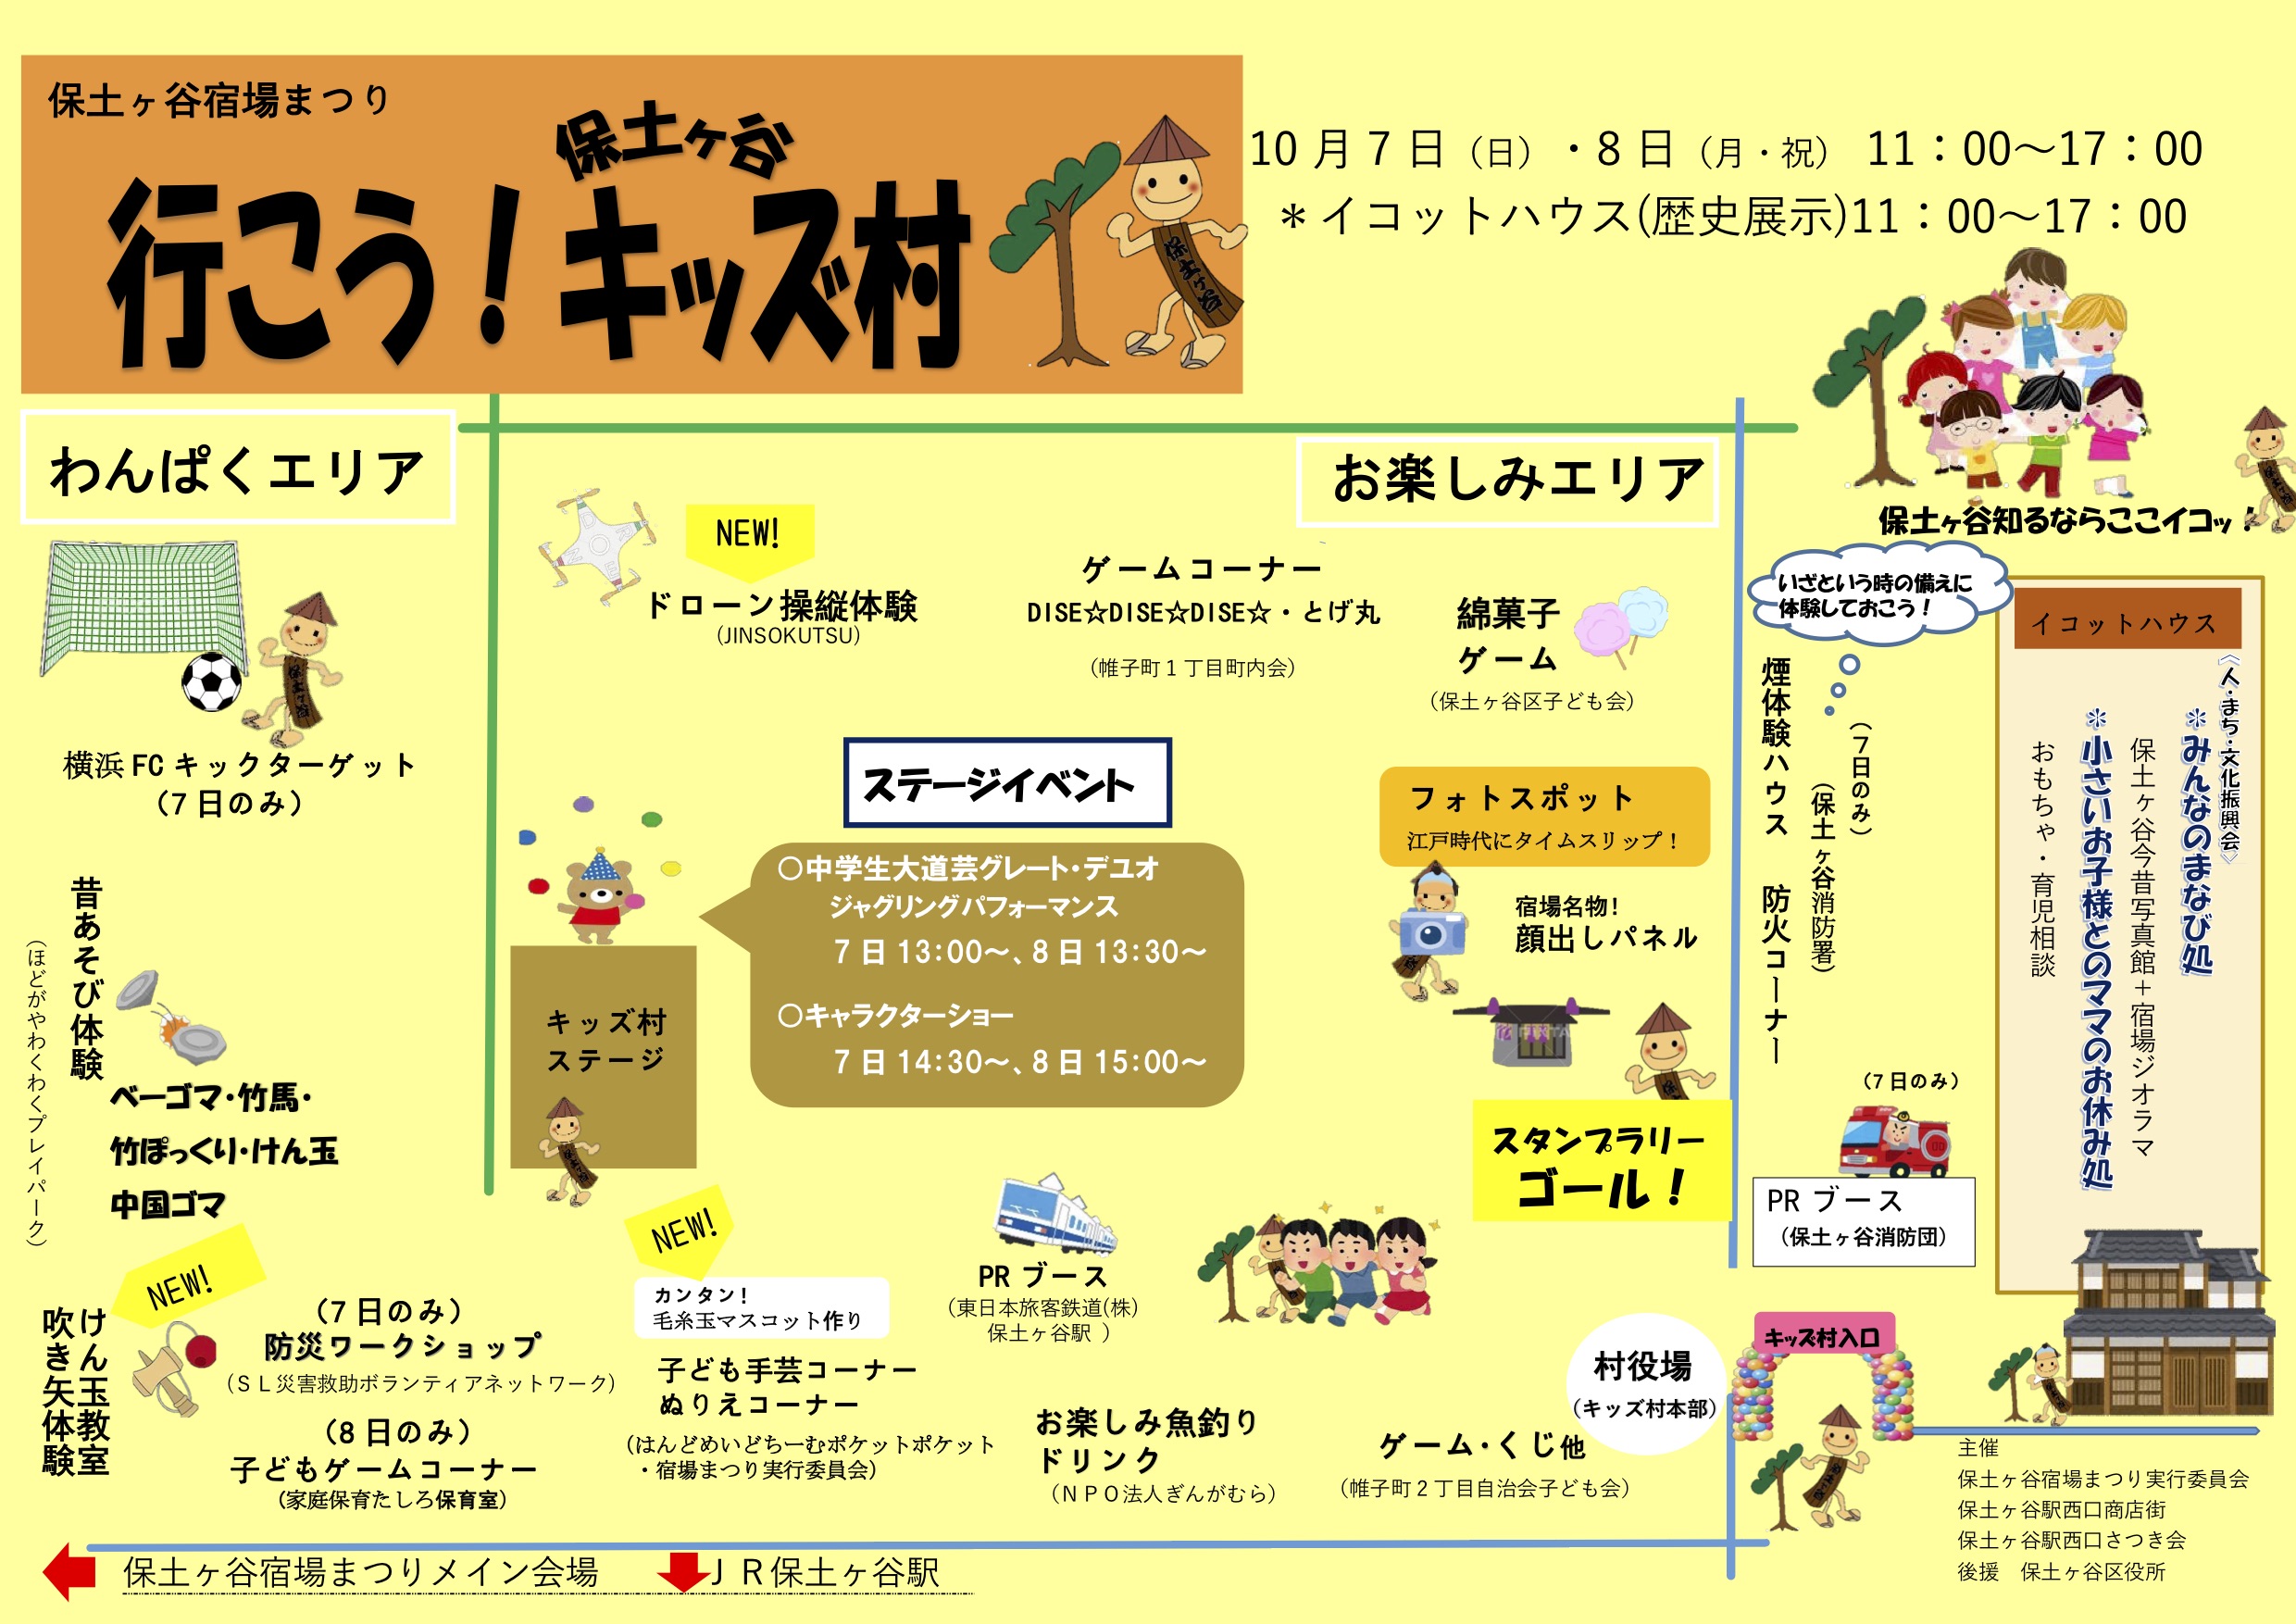 保土ヶ谷宿場まつり
保土ヶ谷
行こう！キッズ村
保土ヶ谷
10月7日（日）・8日（月・祝） 11：00～17：00
＊イコットハウス(歴史展示)11：00～17：00
わんぱくエリア
お楽しみエリア
保土ヶ谷知るならここイコッ！
NEW!
ドローン操縦体験
（JINSOKUTSU）
ゲームコーナー
DISE☆DISE☆DISE☆・とげ丸
（帷子町１丁目町内会）
綿菓子
ゲーム
（保土ヶ谷区子ども会）
いざという時の備えに
体験しておこう！
煙体験ハウス 防火コーナー
（保土ヶ谷消防署）
（7日のみ）
イコットハウス
《人・まち・文化振興会》
＊みんなのまなび処
保土ヶ谷今昔写真館＋宿場ジオラマ
＊小さいお子様とのママのお休み処
おもちゃ・育児相談
保土ヶ谷
横浜FCキックターゲット
（7日のみ）
ステージイベント
○中学生大道芸グレート・デュオ
ジャグリングパフォーマンス
7日13:00～、8日13:30～
○キャラクターショー
7日14:30～、8日15:00～
キッズ村
ステージ
フォトスポット
江戸時代にタイムスリップ！
宿場名物！
顔出しパネル
スタンプラリー
ゴール！
昔あそび体験
（ほどがやわくわくプレイパーク）
ベーゴマ・竹馬・
竹ぽっくり・けん玉
中国ゴマ
（7日のみ）
PRブース
（保土ヶ谷消防団）
NEW!
けん玉教室
吹き矢体験
（7日のみ）
防災ワークショップ
（ＳＬ災害救助ボランティアネットワーク）
（8日のみ）
子どもゲームコーナー
（家庭保育たしろ保育室）
NEW!
カンタン！
毛糸玉マスコット作り
子ども手芸コーナー
ぬりえコーナー
（はんどめいどちーむポケットポケット
・宿場まつり実行委員会）
PRブース
（東日本旅客鉄道(株)
保土ヶ谷駅 ）
お楽しみ魚釣り
ドリンク
（ＮＰＯ法人ぎんがむら）
ゲーム・くじ他
（帷子町２丁目自治会子ども会）
村役場
（キッズ村本部）
キッズ村入口
主催
保土ヶ谷宿場まつり実行委員会
保土ヶ谷駅西口商店街
保土ヶ谷駅西口さつき会
後援 保土ヶ谷区役所
保土ヶ谷宿場まつりメイン会場
ＪＲ保土ヶ谷駅